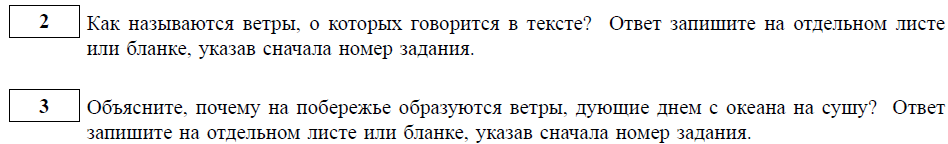 2 Как называются ветры, о которых говорится в тексте? Ответ запишите на отдельном листе
или бланке, указав сначала номер задания.
3 Объясните, почему на побережье образуются ветры, дующие днем с океана на сушу? Ответ
запишите на отдельном листе или бланке, указав сначала номер задания.